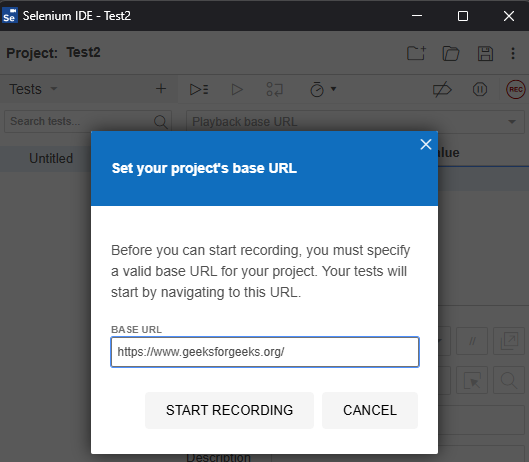 Se Selenium IDE - Test2
Project: Test2
Tests
REC
Search tests...
Playback base URL
Untitled
alue
Set your project's base URL
Before you can start recording, you must specify
a valid base URL for your project. Your tests will
start by navigating to this URL.
BASE URL
https://www.geeksforgeeks.org/
//
START RECORDING
CANCEL
Description